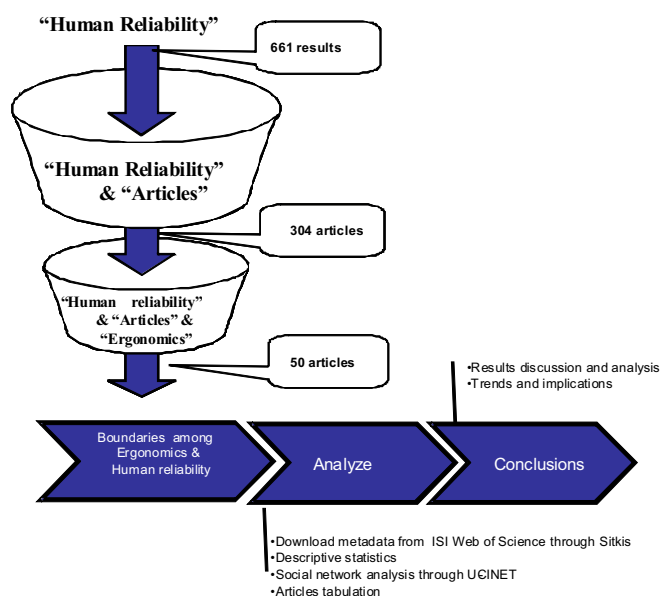 “Human Reliability”
661 results
“Human Reliability”
& “Articles”
304 articles
“Human reliability”
& “Articles” &
“Ergonomics”
50 articles
•Results discussion and analysis
•Trends and implications
Boundaries among
Ergonomics &
Human reliability
Analyze
Conclusions
•Download metadata from ISI Web of Science through Sitkis
•Descriptive statistics
•Social network analysis through UCINET
•Articles tabulation